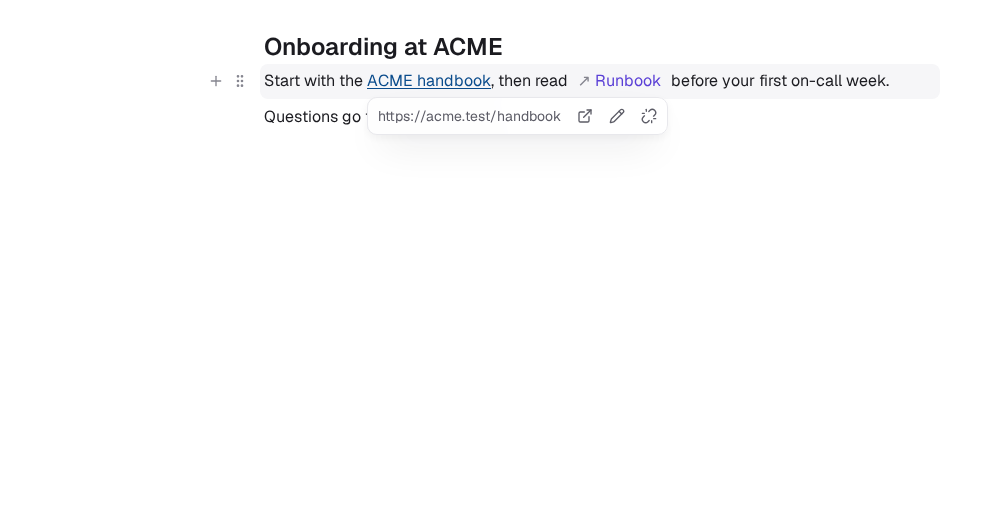 Onboarding at ACME
Start with the ACME handbook, then read ↗ Runbook before your first on-call week.
Questions go
https://acme.test/handbook